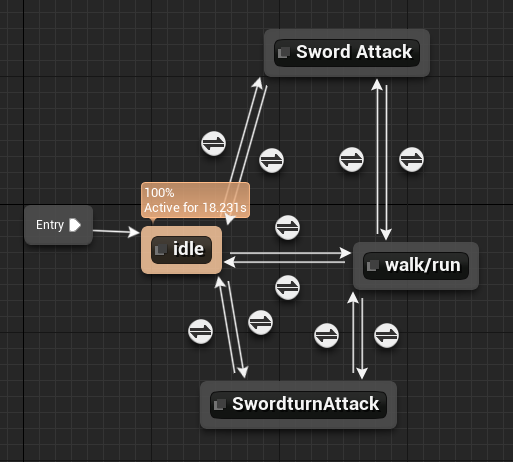 Sword Attack
100%
Active for 18.231s
Entry
idle
walk/run
SwordturnAttack